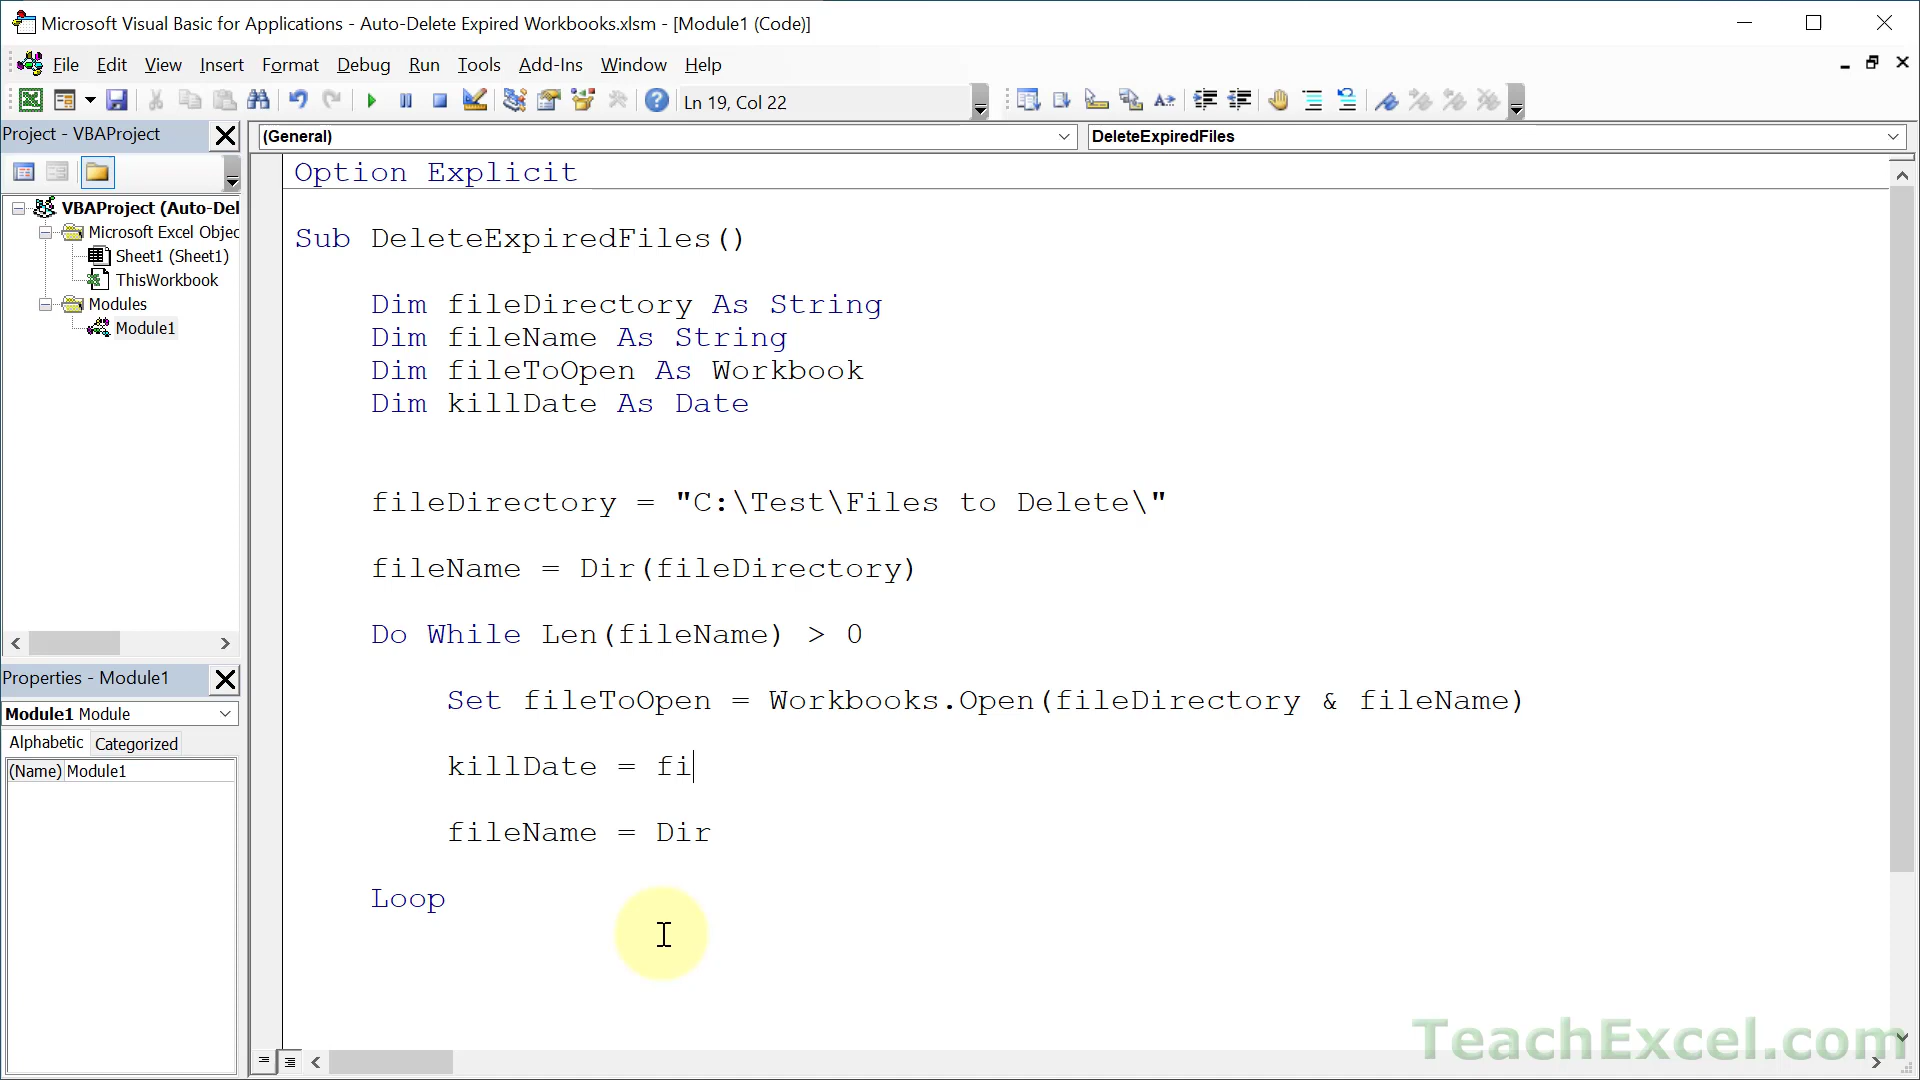 Microsoft Visual Basic for Applications - Auto-Delete Expired Workbooks.xlsm - [Module1 (Code)]
File Edit View Insert Format Debug Run Tools Add-Ins Window Help
Ln 19, Col 22
Project - VBAProject
(General)
DeleteExpiredFiles
VBAProject (Auto-Del
Microsoft Excel Objec
Sheet1 (Sheet1)
ThisWorkbook
Modules
Module1
Properties - Module1
Module1 Module
Alphabetic Categorized
(Name) Module1
Option Explicit
Sub DeleteExpiredFiles()
Dim fileDirectory As String
Dim fileName As String
Dim fileToOpen As Workbook
Dim killDate As Date
fileDirectory = "C:\Test\Files to Delete\"
fileName = Dir(fileDirectory)
Do While Len(fileName) > 0
Set fileToOpen = Workbooks.Open(fileDirectory & fileName)
killDate = fi
fileName = Dir
Loop
TeachExcel.com